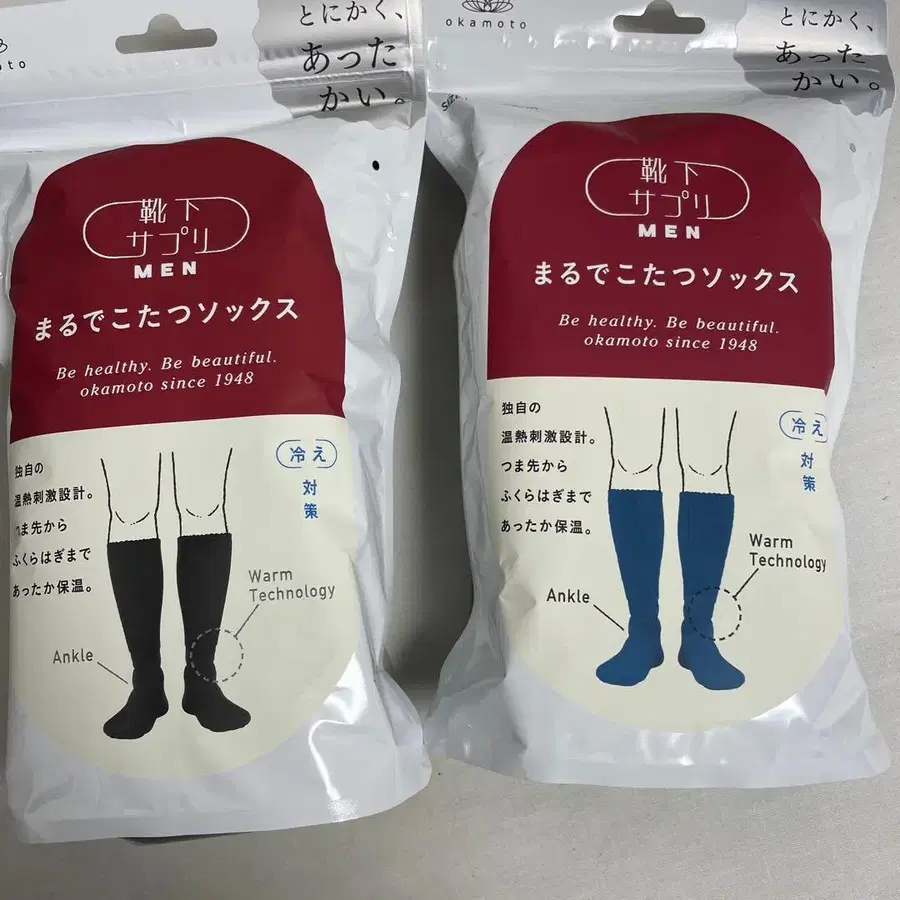 moto
とにかく、
あった
かい。
靴下
サプリ
MEN
まるでこたつソックス
Be healthy. Be beautiful.
okamoto since 1948
独自の
温熱刺激設計。
つま先から
ふくらはぎまで
あったか保温。
冷え
対策
Warm
Technology
Ankle
okamoto
とにかく、
あった
かい。
SIZE
靴下
サプリ
MEN
まるでこたつソックス
Be healthy. Be beautiful.
okamoto since 1948
独自の
温熱刺激設計。
つま先から
ふくらはぎまで
あったか保温。
冷え
対策
Warm
Technology
Ankle